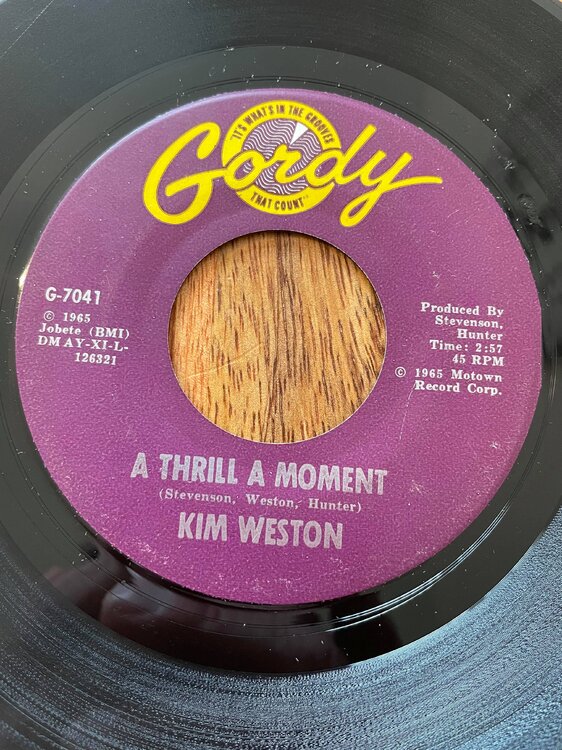 "IT'S WHAT'S IN THE GROOVES
Gordy
THAT COUNT"
G-7041
© 1965
Jobete (BMI)
DM AY-XI-L-
126321
Produced By
Stevenson,
Hunter
Time: 2:57
45 RPM
© 1965 Motown
Record Corp.
A THRILL A MOMENT
(Stevenson, Weston, Hunter)
KIM WESTON